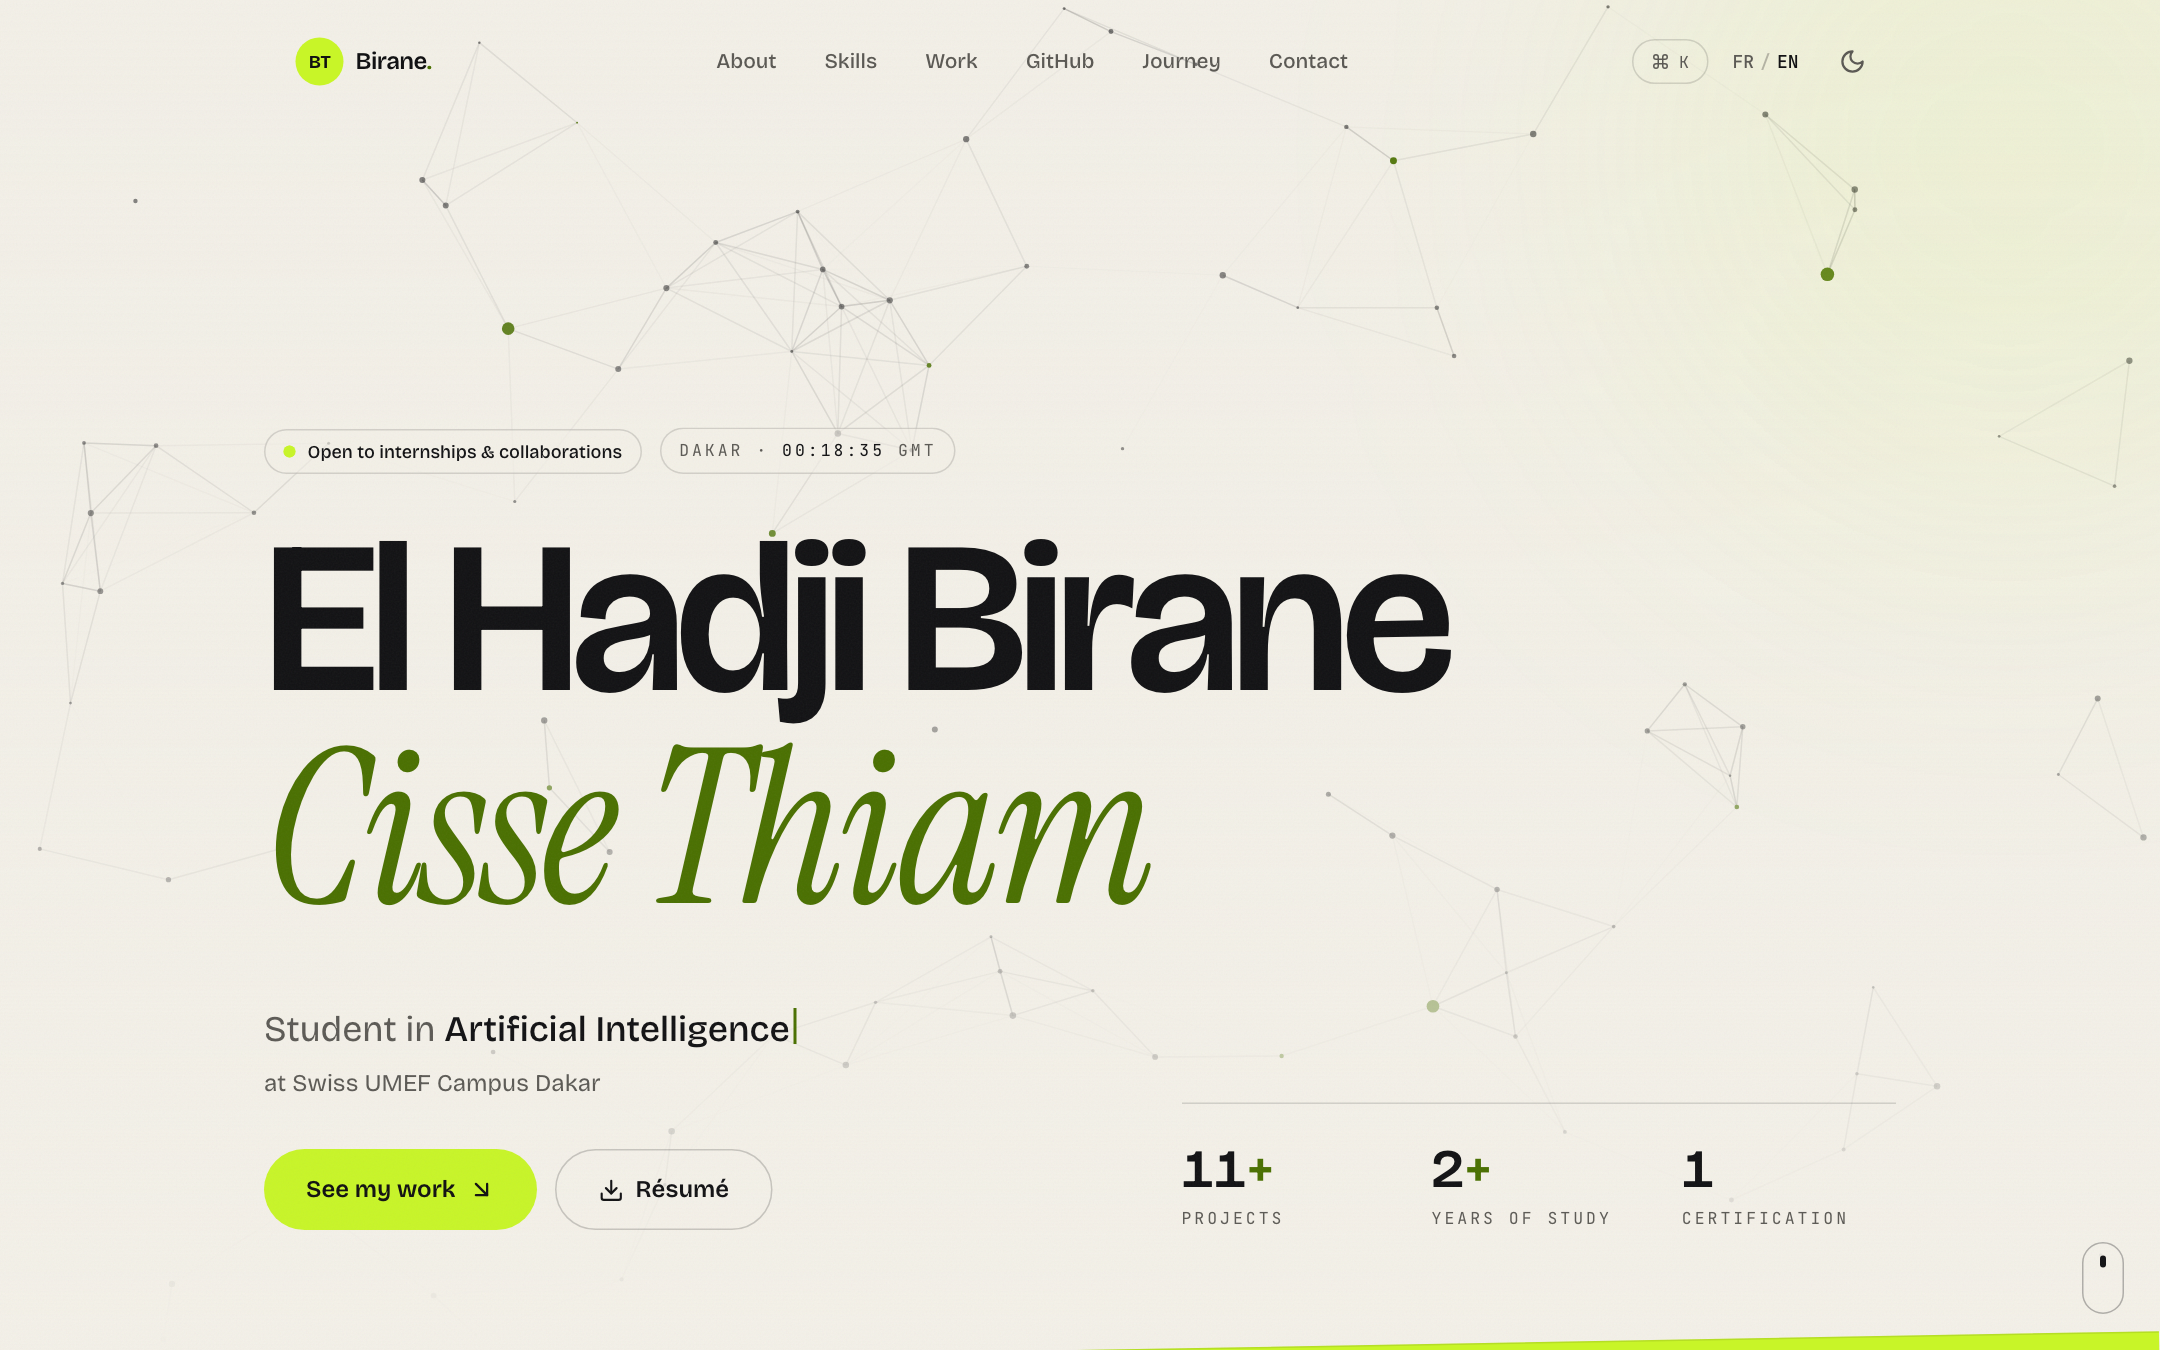 BT Birane.
About Skills Work GitHub Journey Contact
⌘ K FR / EN
Open to internships & collaborations
DAKAR · 00:18:35 GMT
El Hadji Birane
Cisse Thiam
Student in Artificial Intelligence
at Swiss UMEF Campus Dakar
See my work
Résumé
11+ 2+ 1
PROJECTS YEARS OF STUDY CERTIFICATION